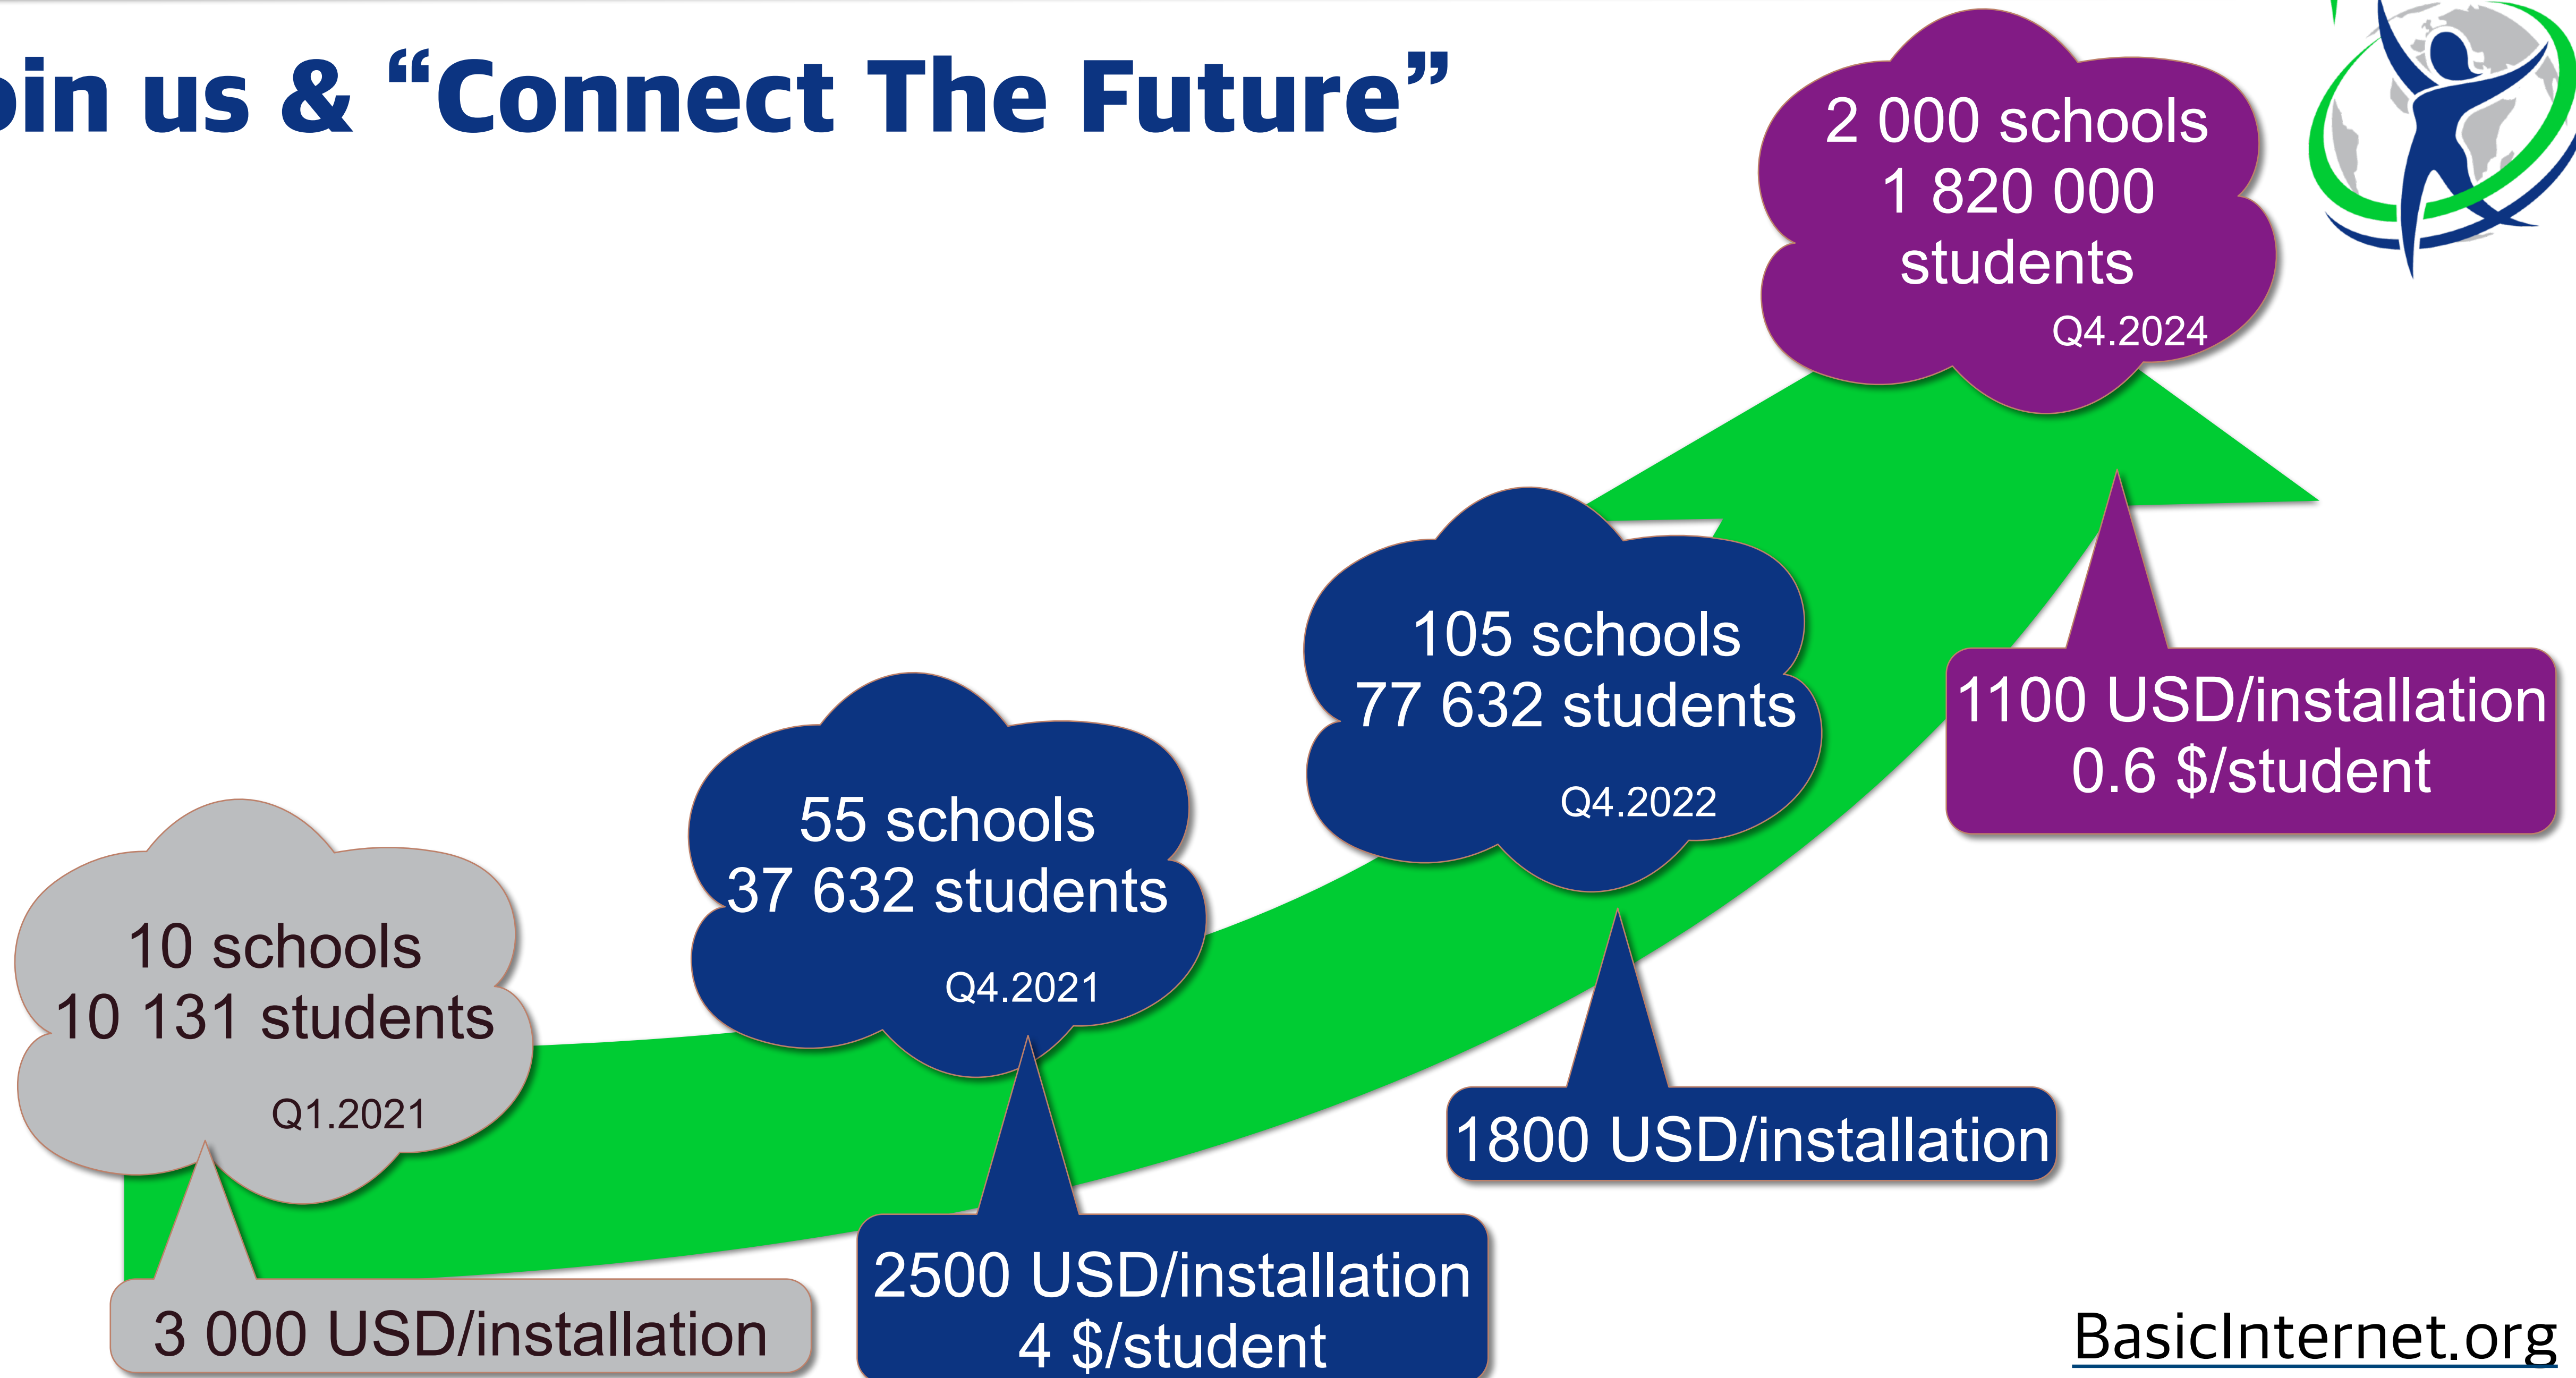 oin us & “Connect The Future”
2 000 schools
1 820 000
students
Q4.2024
105 schools
77 632 students
Q4.2022
1100 USD/installation
0.6 $/student
55 schools
37 632 students
Q4.2021
10 schools
10 131 students
Q1.2021
1800 USD/installation
2500 USD/installation
4 $/student
3 000 USD/installation
BasicInternet.org